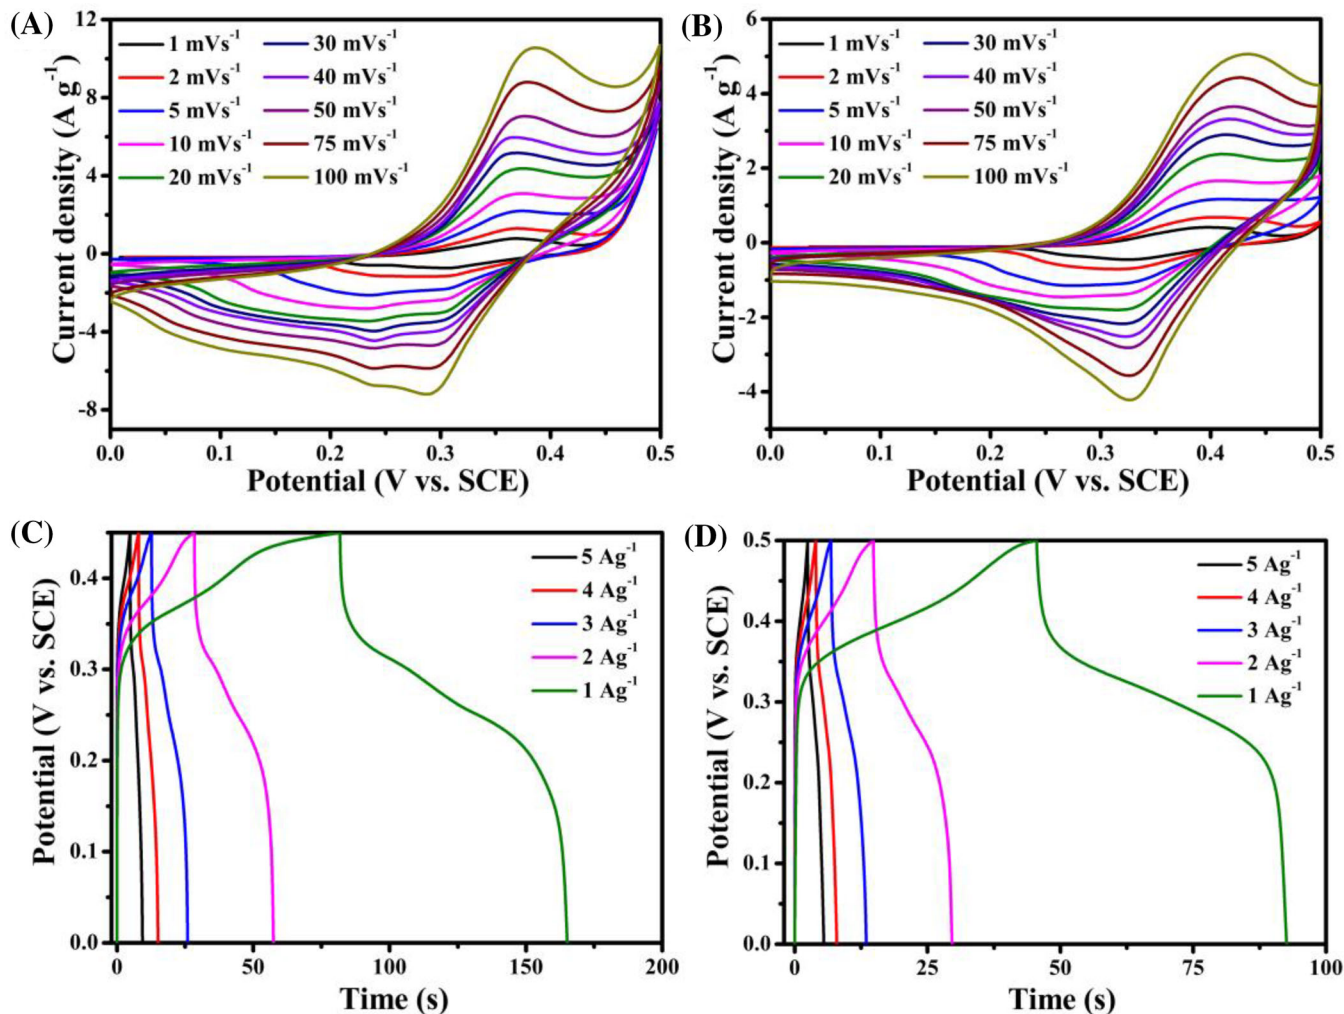 (A)
12
8
4
0
-4
-8
Current density (A g⁻¹)
1 mVs⁻¹
2 mVs⁻¹
5 mVs⁻¹
10 mVs⁻¹
20 mVs⁻¹
30 mVs⁻¹
40 mVs⁻¹
50 mVs⁻¹
75 mVs⁻¹
100 mVs⁻¹
0.0 0.1 0.2 0.3 0.4 0.5
Potential (V vs. SCE)
(B)
6
4
2
0
-2
-4
Current density (A g⁻¹)
1 mVs⁻¹
2 mVs⁻¹
5 mVs⁻¹
10 mVs⁻¹
20 mVs⁻¹
30 mVs⁻¹
40 mVs⁻¹
50 mVs⁻¹
75 mVs⁻¹
100 mVs⁻¹
0.0 0.1 0.2 0.3 0.4 0.5
Potential (V vs. SCE)
(C)
0.4
0.3
0.2
0.1
0.0
Potential (V vs. SCE)
5 Ag⁻¹
4 Ag⁻¹
3 Ag⁻¹
2 Ag⁻¹
1 Ag⁻¹
0 50 100 150 200
Time (s)
(D)
0.5
0.4
0.3
0.2
0.1
0.0
Potential (V vs. SCE)
5 Ag⁻¹
4 Ag⁻¹
3 Ag⁻¹
2 Ag⁻¹
1 Ag⁻¹
0 25 50 75 100
Time (s)